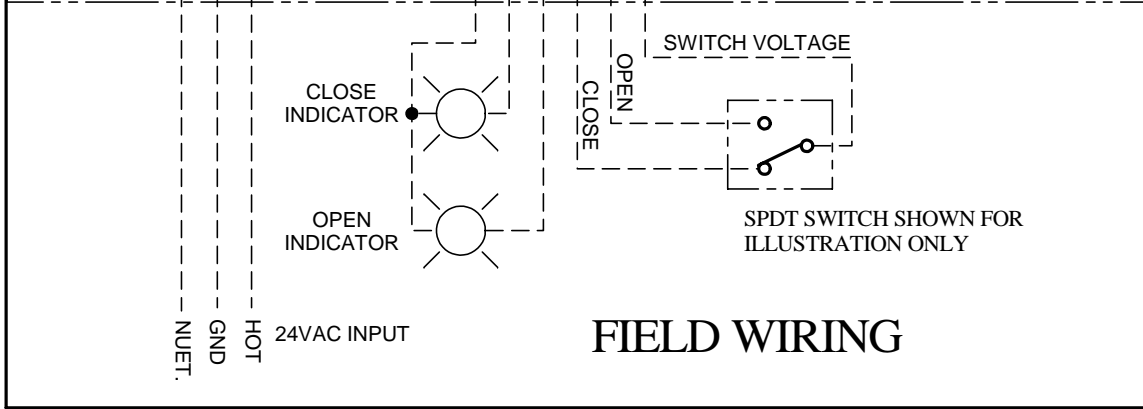 SWITCH VOLTAGE
OPEN
CLOSE
CLOSE
INDICATOR
OPEN
INDICATOR
SPDT SWITCH SHOWN FOR
ILLUSTRATION ONLY
NUET.
GND
HOT
24VAC INPUT
FIELD WIRING